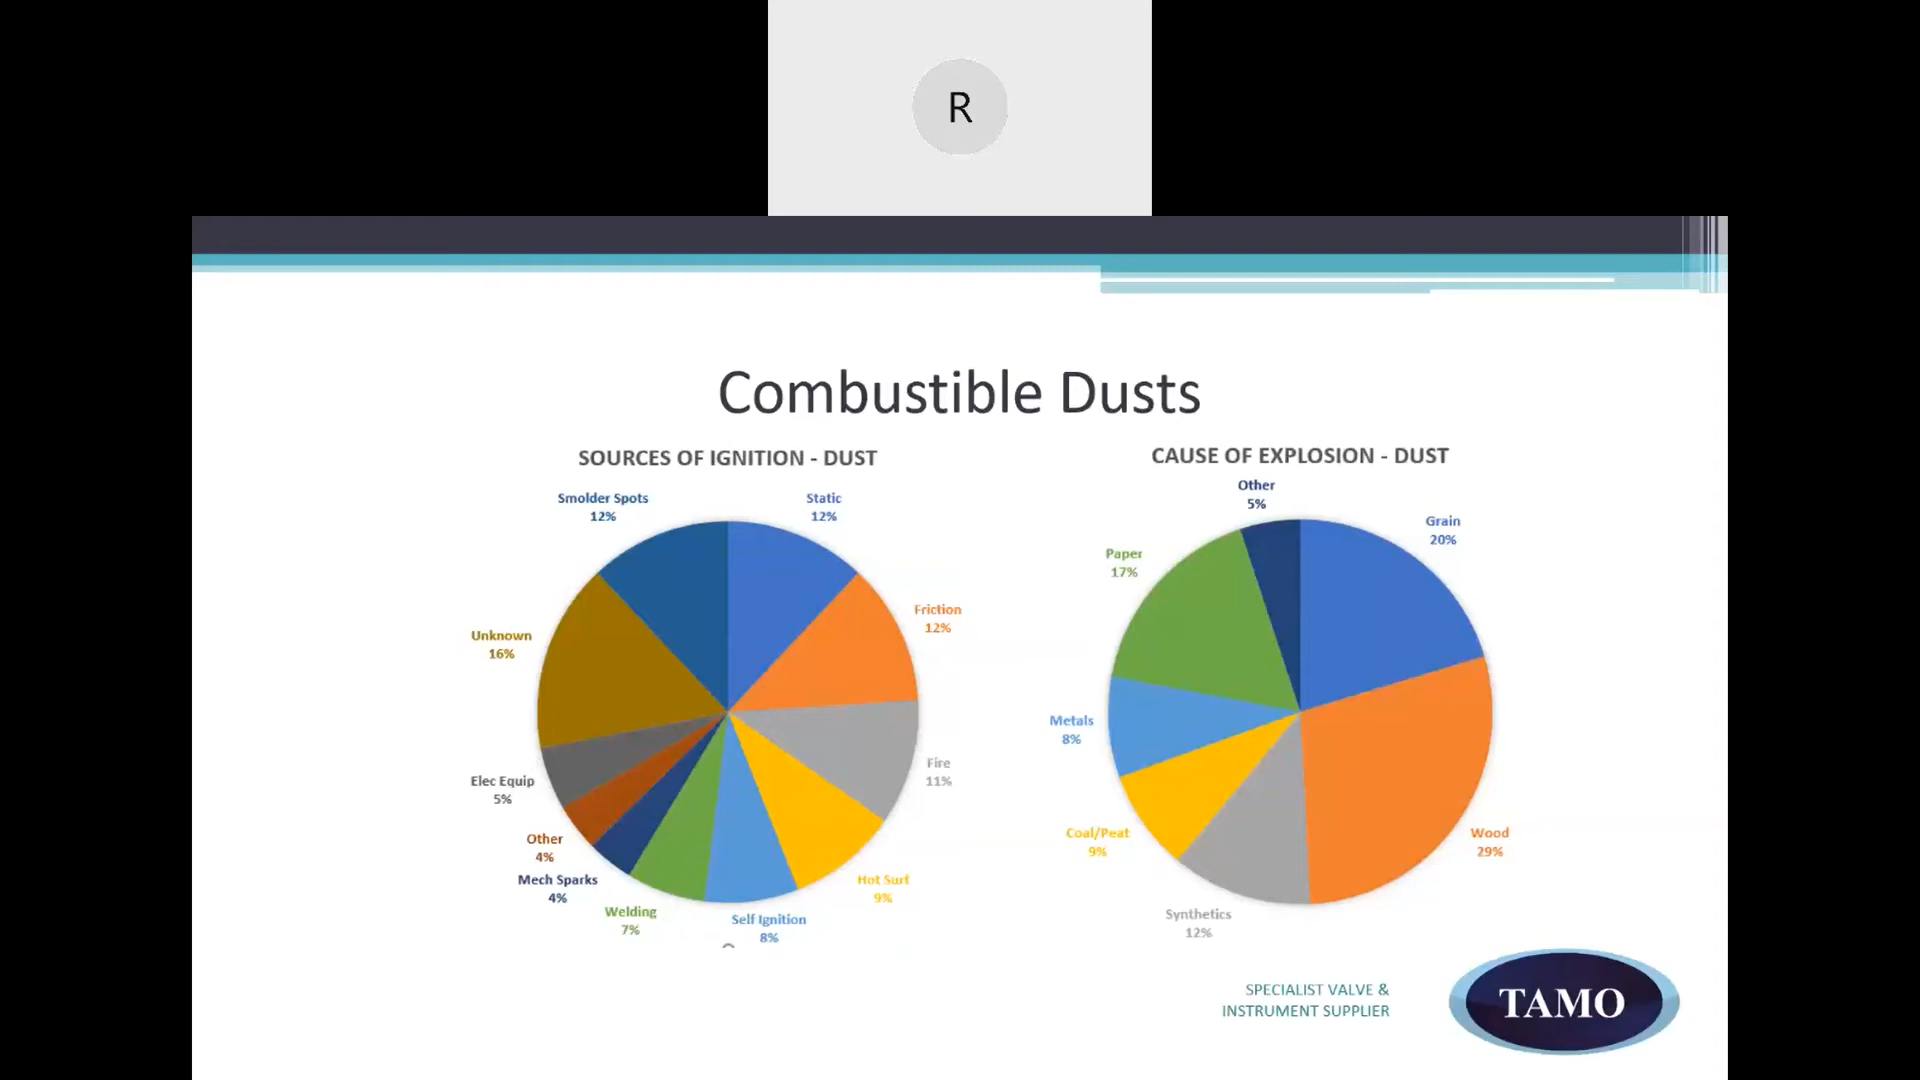 R
Combustible Dusts
SOURCES OF IGNITION - DUST
Smolder Spots
12%
Static
12%
Friction
12%
Unknown
16%
Fire
11%
Elec Equip
5%
Other
4%
Mech Sparks
4%
Hot Surf
9%
Welding
7%
Self Ignition
8%
CAUSE OF EXPLOSION - DUST
Other
5%
Grain
20%
Paper
17%
Metals
8%
Coal/Peat
9%
Wood
29%
Synthetics
12%
SPECIALIST VALVE &
INSTRUMENT SUPPLIER
TAMO